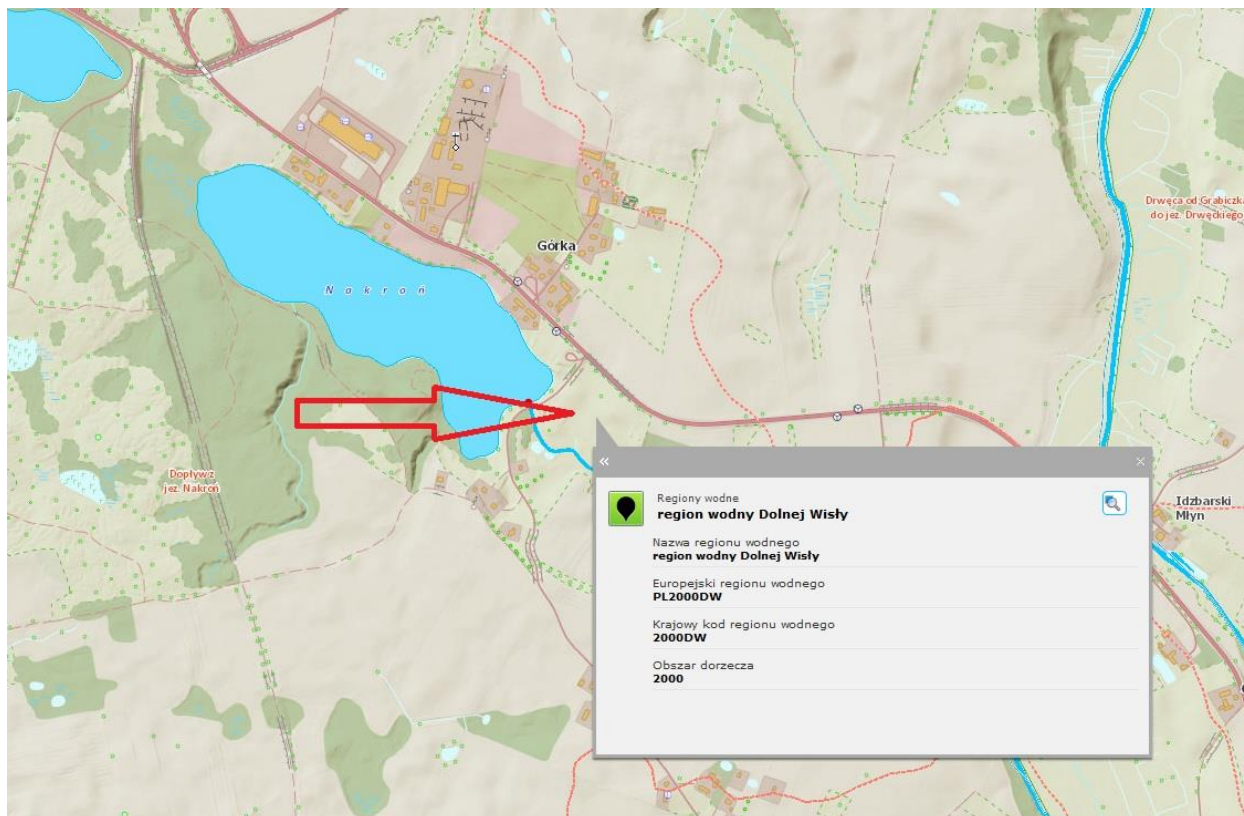 Drwęca od Grabiczk
do jez. Drwęckiego
Górka
N a k r o ń
Dopływ z
jez. Nakroń
Idzbarski
Młyn
«
×
Regiony wodne
region wodny Dolnej Wisły
Nazwa regionu wodnego
region wodny Dolnej Wisły
Europejski regionu wodnego
PL2000DW
Krajowy kod regionu wodnego
2000DW
Obszar dorzecza
2000